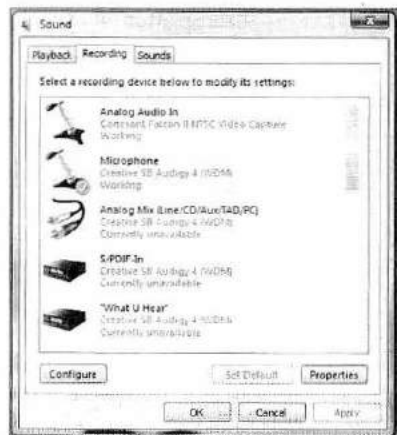 Sound
Playback Recording Sounds
Select a recording device below to modify its settings:
Analog Audio In
Conexant Falcon II NTSC Video Capture
Working
Microphone
Creative SB Audigy 4 (WDM)
Working
Analog Mix (Line/CD/Aux/TAD/PC)
Creative SB Audigy 4 (WDM)
Currently unavailable
S/PDIF-In
Creative SB Audigy 4 (WDM)
Currently unavailable
"What U Hear"
Creative SB Audigy 4 (WDM)
Currently unavailable
Configure Set Default Properties
OK Cancel Apply